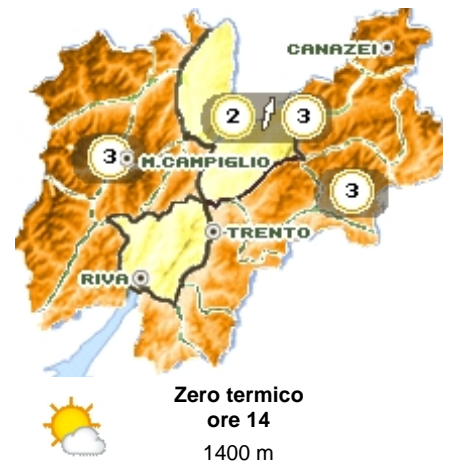 CANAZEI
2 3
3 M.CAMPIGLIO
3
TRENTO
RIVA
Zero termico
ore 14
1400 m